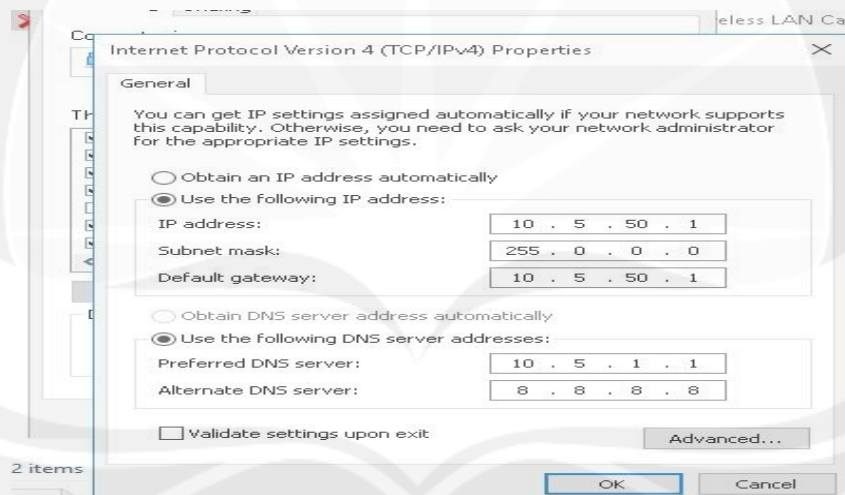 eless LAN Ca
Internet Protocol Version 4 (TCP/IPv4) Properties
General
You can get IP settings assigned automatically if your network supports
this capability. Otherwise, you need to ask your network administrator
for the appropriate IP settings.
Obtain an IP address automatically
Use the following IP address:
IP address: 10 . 5 . 50 . 1
Subnet mask: 255 . 0 . 0 . 0
Default gateway: 10 . 5 . 50 . 1
Obtain DNS server address automatically
Use the following DNS server addresses:
Preferred DNS server: 10 . 5 . 1 . 1
Alternate DNS server: 8 . 8 . 8 . 8
Validate settings upon exit
Advanced...
2 items
OK Cancel